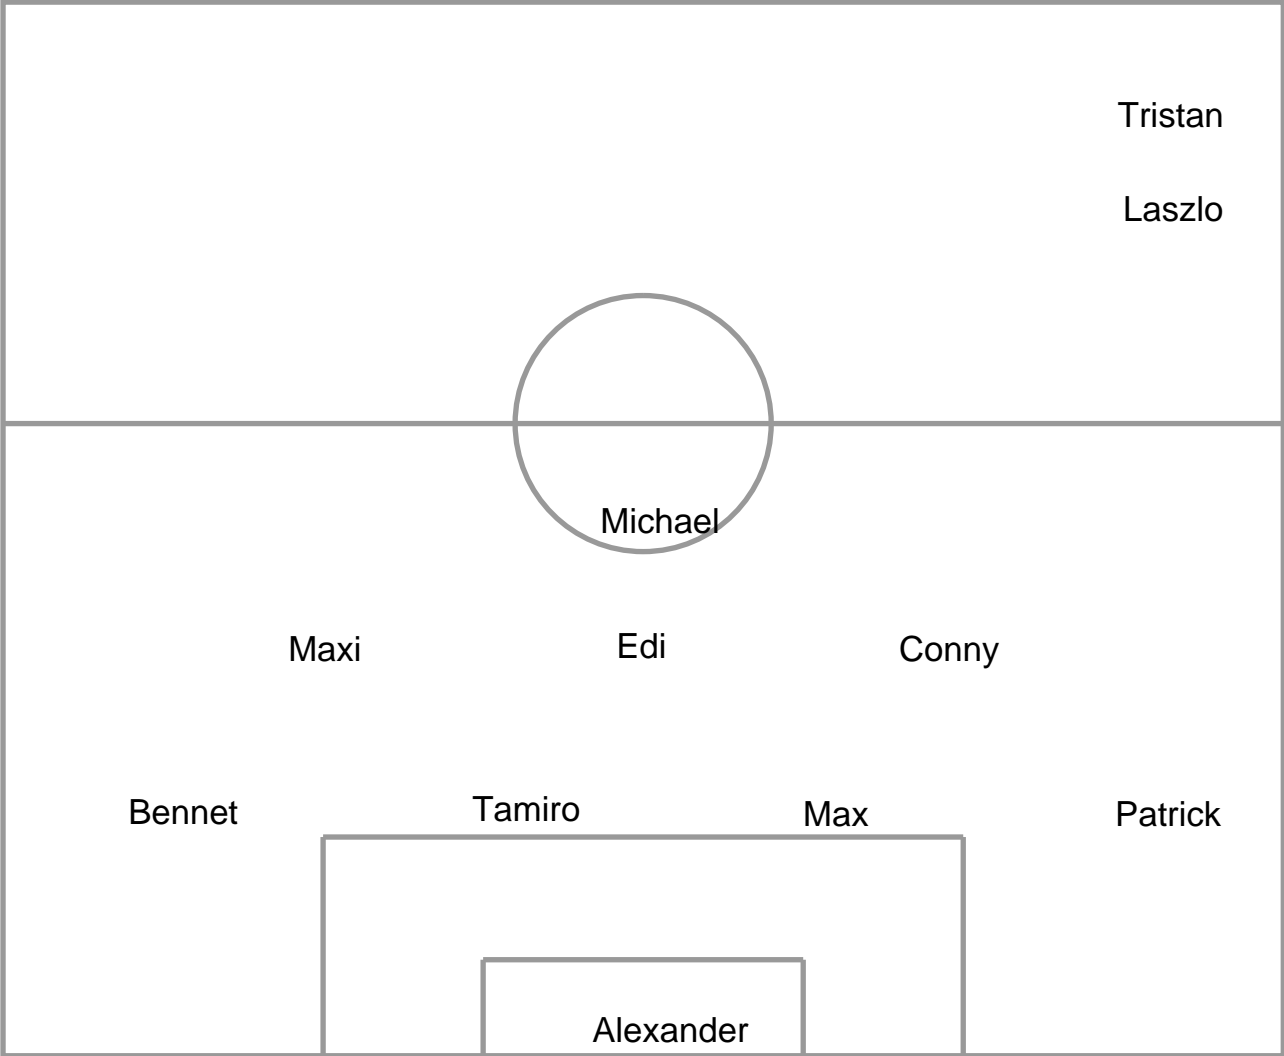 Tristan
Laszlo
Michael
Maxi Edi Conny
Bennet Tamiro Max Patrick
Alexander